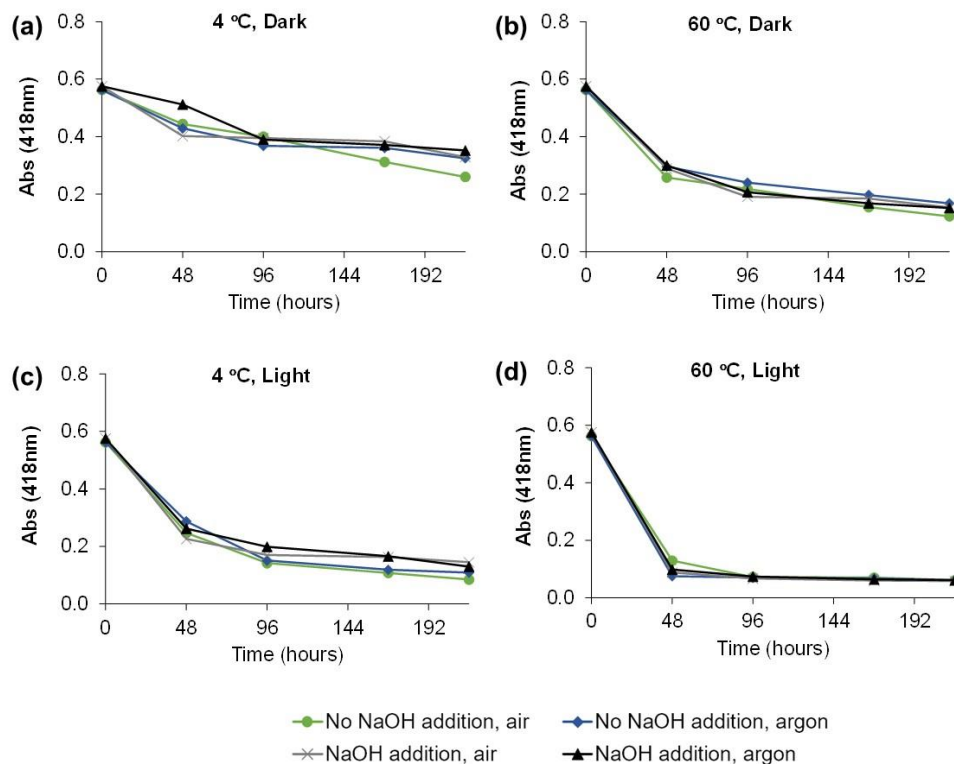 (a)
4 ºC, Dark
0.8
0.6
0.4
0.2
0.0
Abs (418nm)
0 48 96 144 192
Time (hours)
(b)
60 ºC, Dark
0.8
0.6
0.4
0.2
0.0
Abs (418nm)
0 48 96 144 192
Time (hours)
(c)
4 ºC, Light
0.8
0.6
0.4
0.2
0.0
Abs (418nm)
0 48 96 144 192
Time (hours)
(d)
60 ºC, Light
0.8
0.6
0.4
0.2
0.0
Abs (418nm)
0 48 96 144 192
Time (hours)
No NaOH addition, air
No NaOH addition, argon
NaOH addition, air
NaOH addition, argon